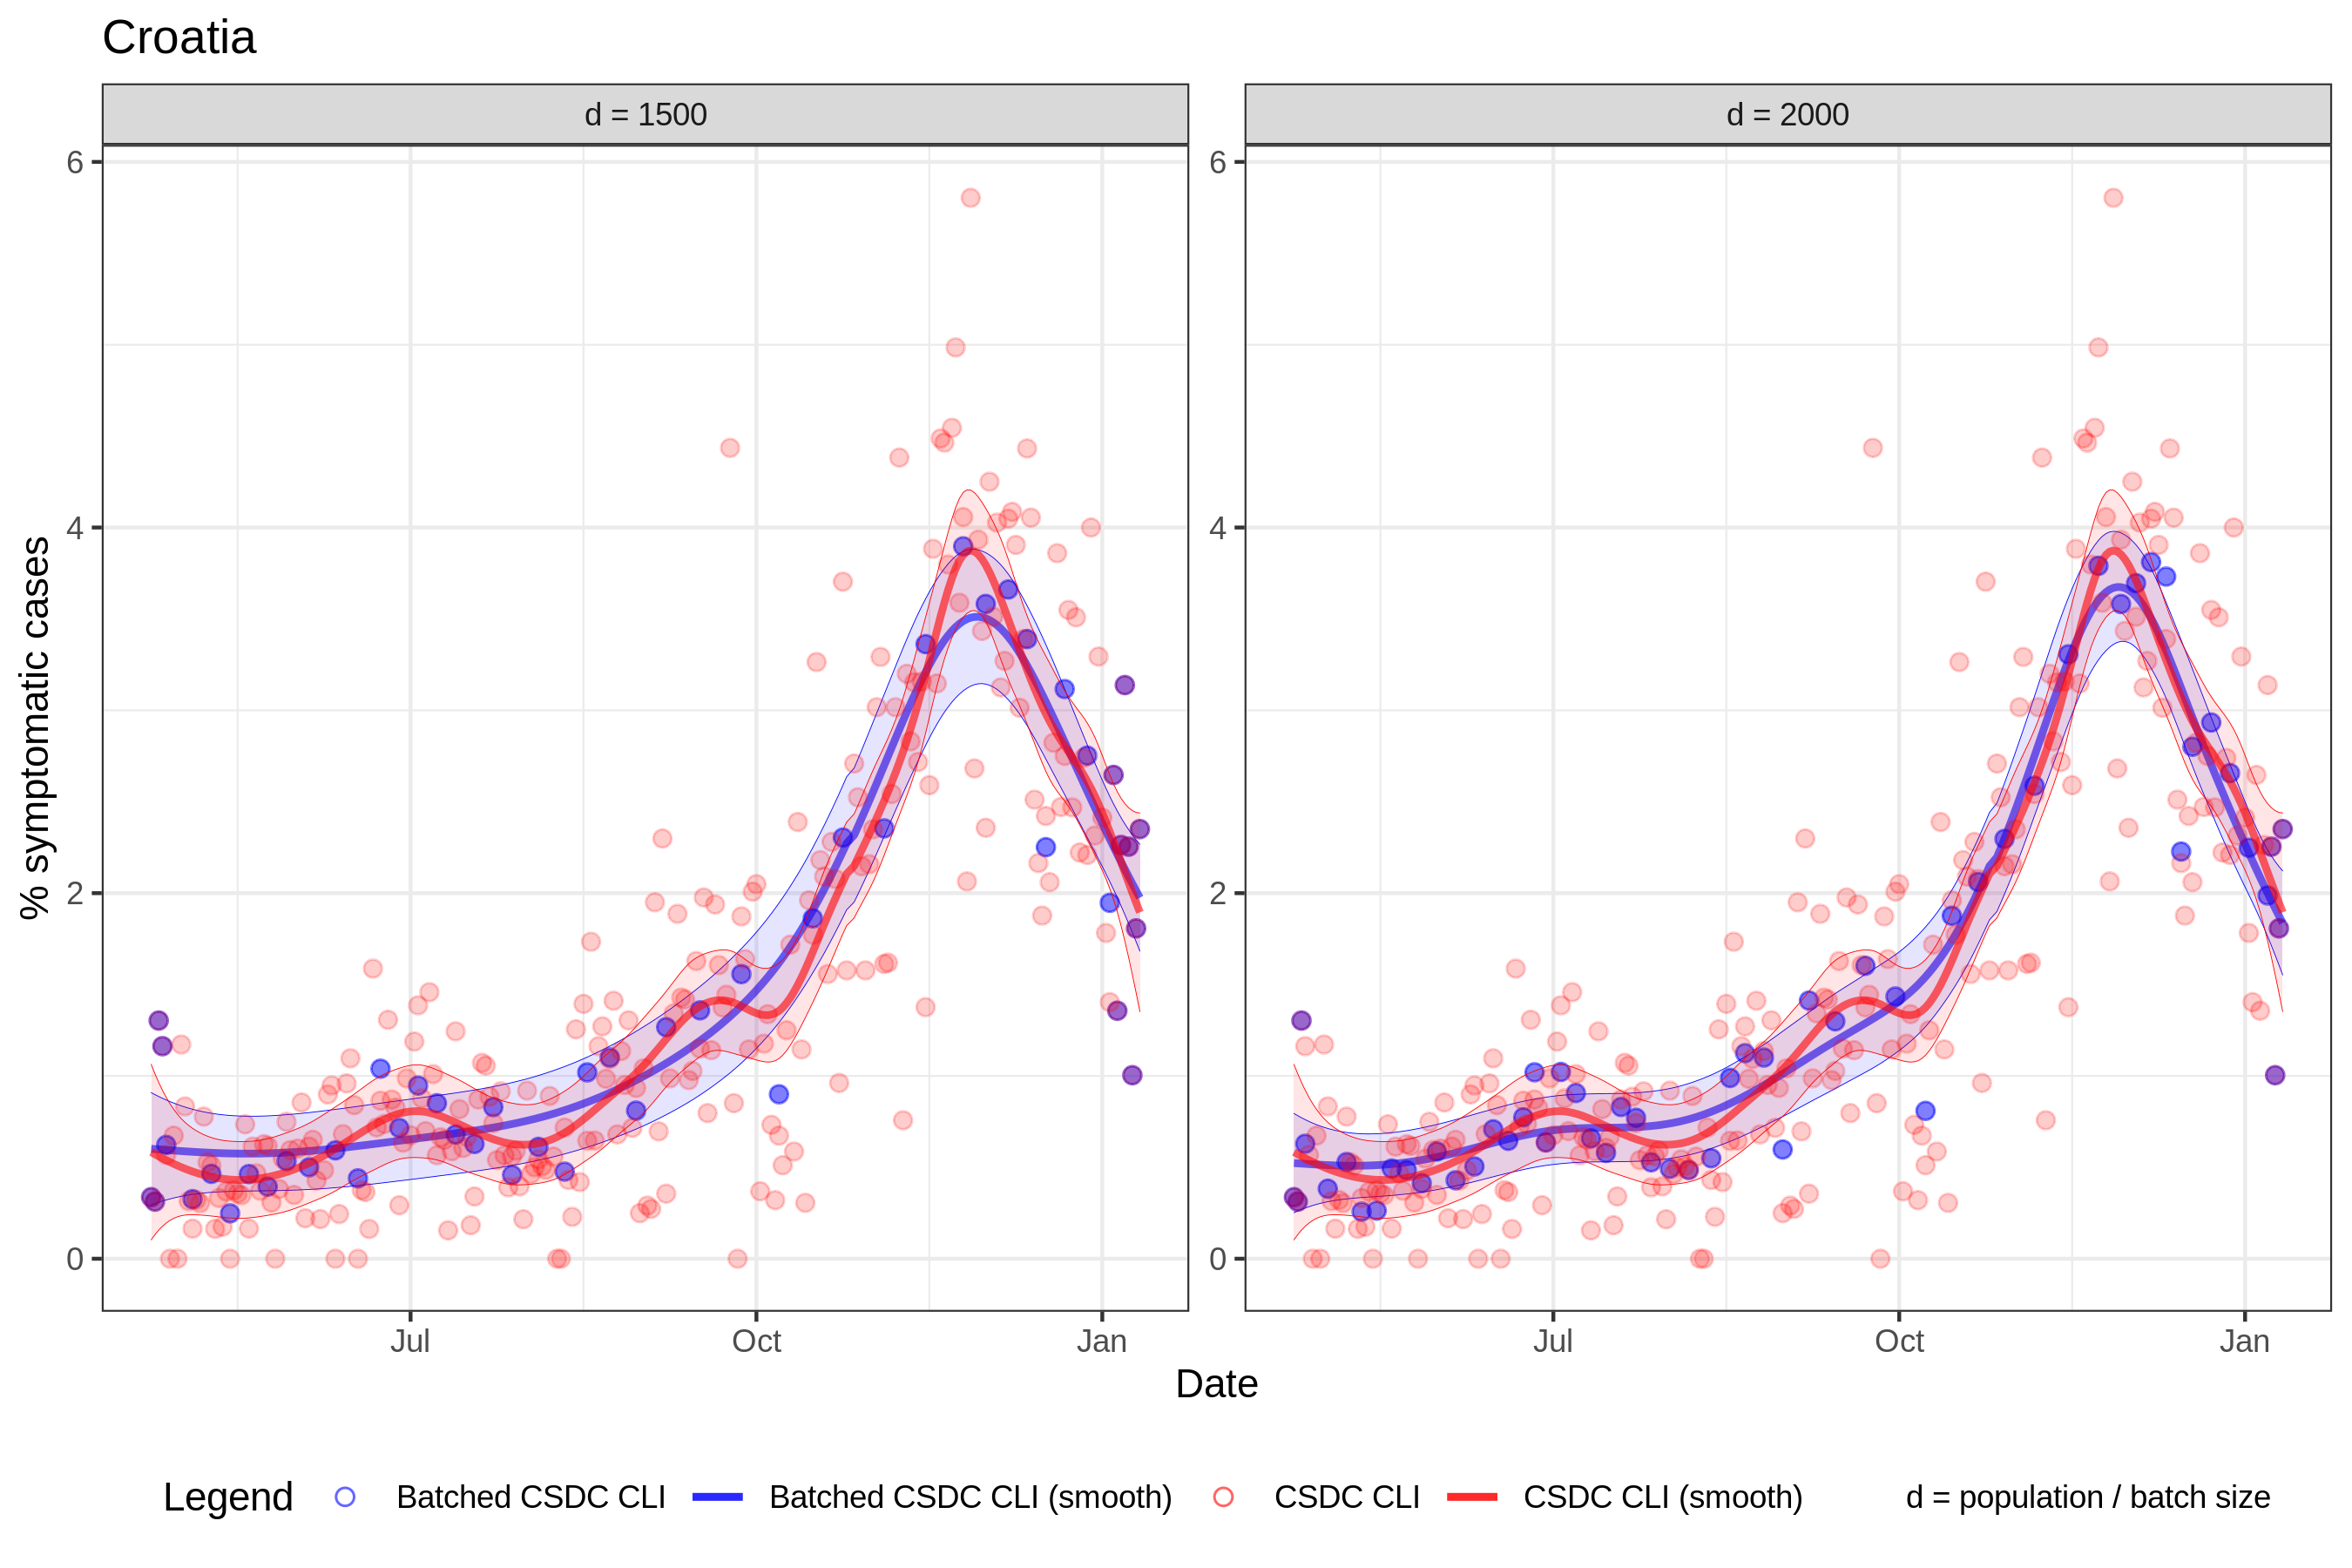 Croatia
d = 1500
d = 2000
% symptomatic cases
6
4
2
0
6
4
2
0
Jul
Oct
Jan
Jul
Oct
Jan
Date
Legend Batched CSDC CLI Batched CSDC CLI (smooth) CSDC CLI CSDC CLI (smooth) d = population / batch size